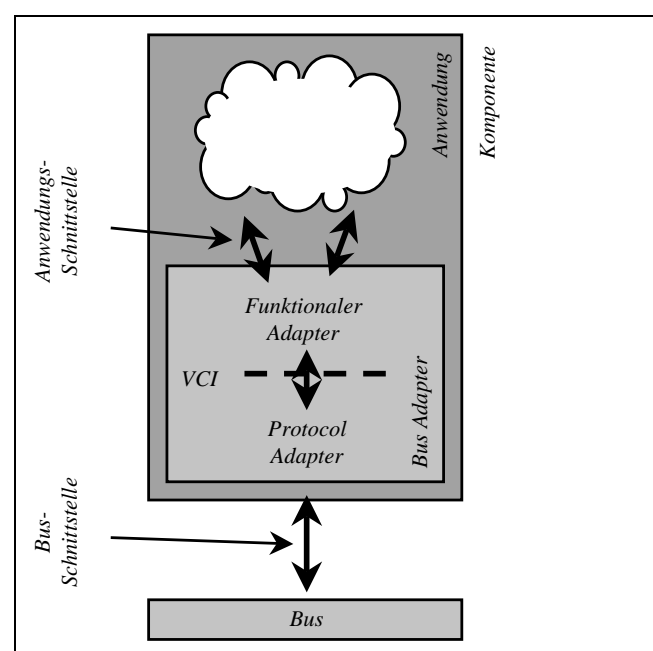 Anwendung
Komponente
Anwendungs-
Schnittstelle
Funktionaler
Adapter
VCI
Protocol
Adapter
Bus Adapter
Bus-
Schnittstelle
Bus